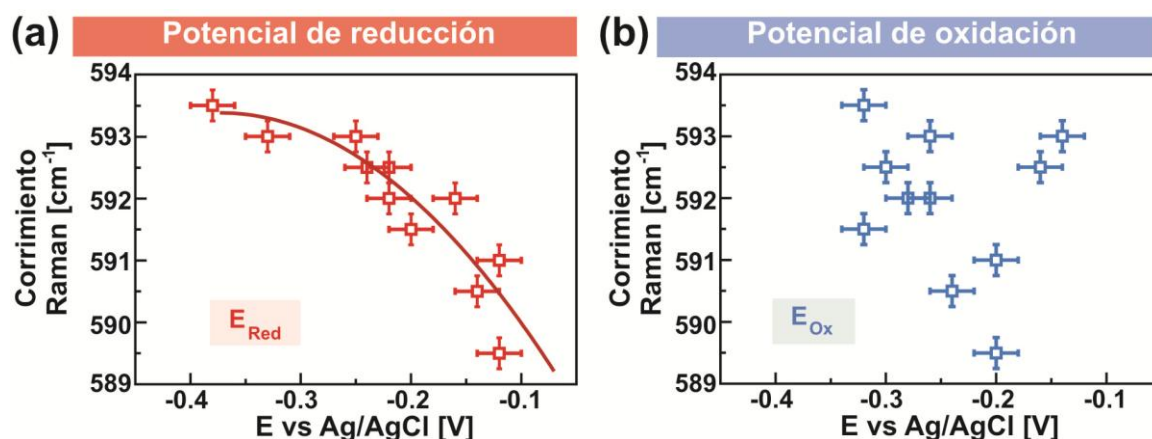 (a) Potencial de reducción
Corrimiento
Raman [cm-1]
594
593
592
591
590
589
E Red
-0.4 -0.3 -0.2 -0.1
E vs Ag/AgCl [V]
(b) Potencial de oxidación
Corrimiento
Raman [cm-1]
594
593
592
591
590
589
E Ox
-0.4 -0.3 -0.2 -0.1
E vs Ag/AgCl [V]